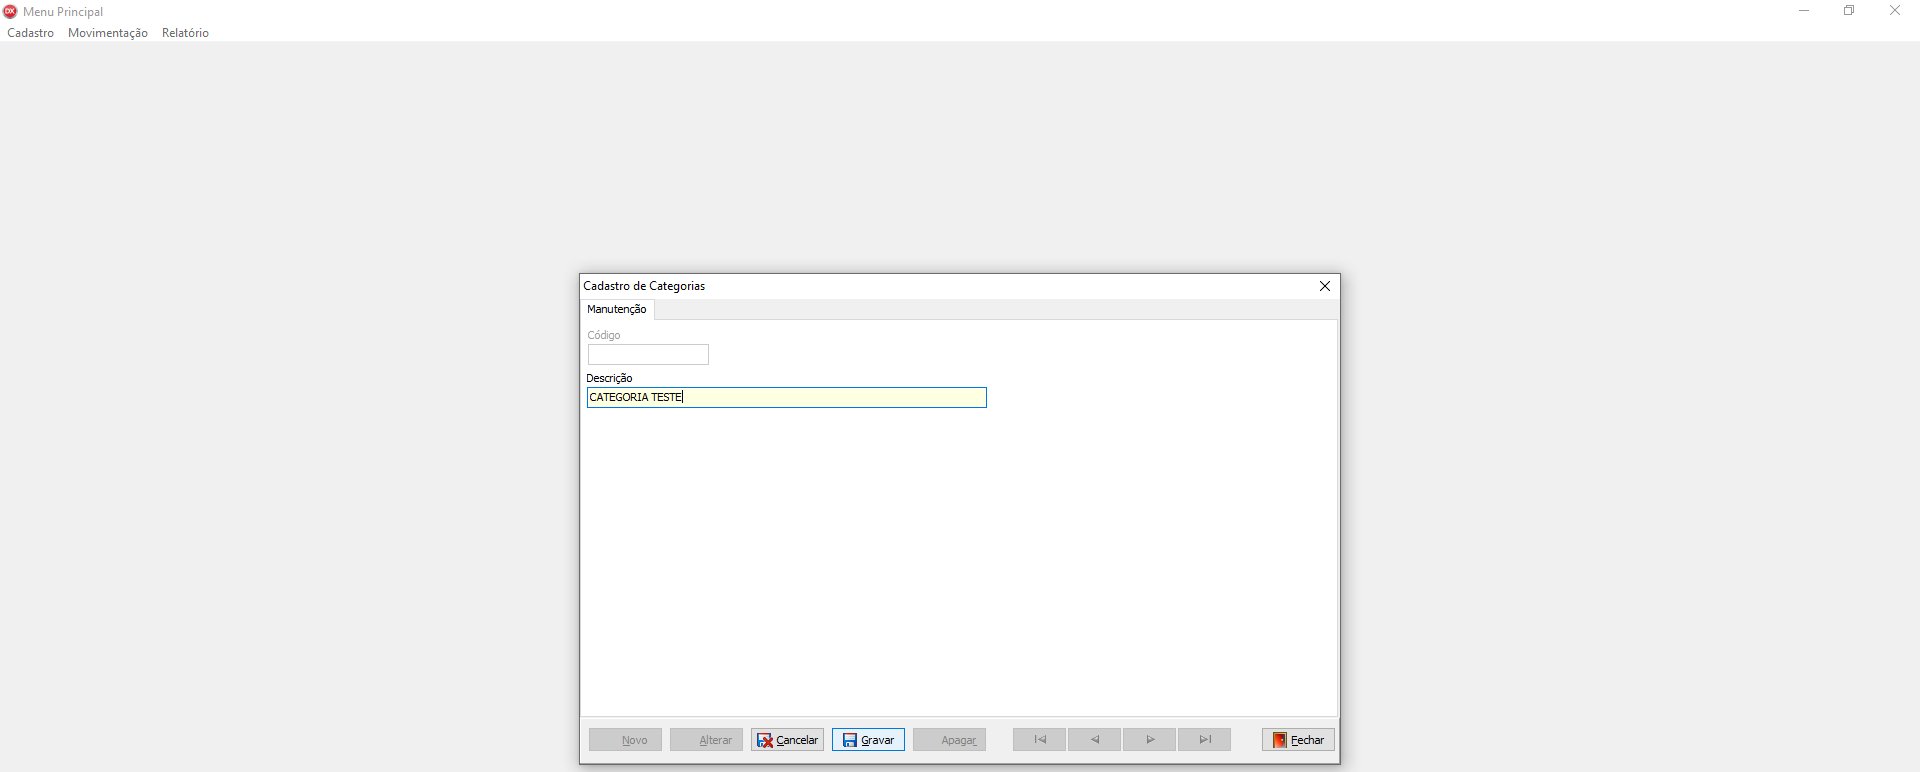 DX Menu Principal
Cadastro Movimentação Relatório
Cadastro de Categorias
Manutenção
Código
Descrição
CATEGORIA TESTE
Novo Alterar Cancelar Gravar Apagar Fechar